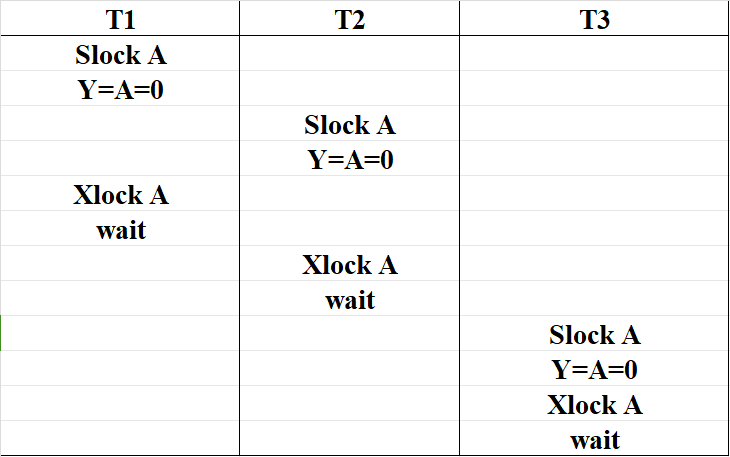 T1 T2 T3
Slock A
Y=A=0
Slock A
Y=A=0
Xlock A
wait
Xlock A
wait
Slock A
Y=A=0
Xlock A
wait